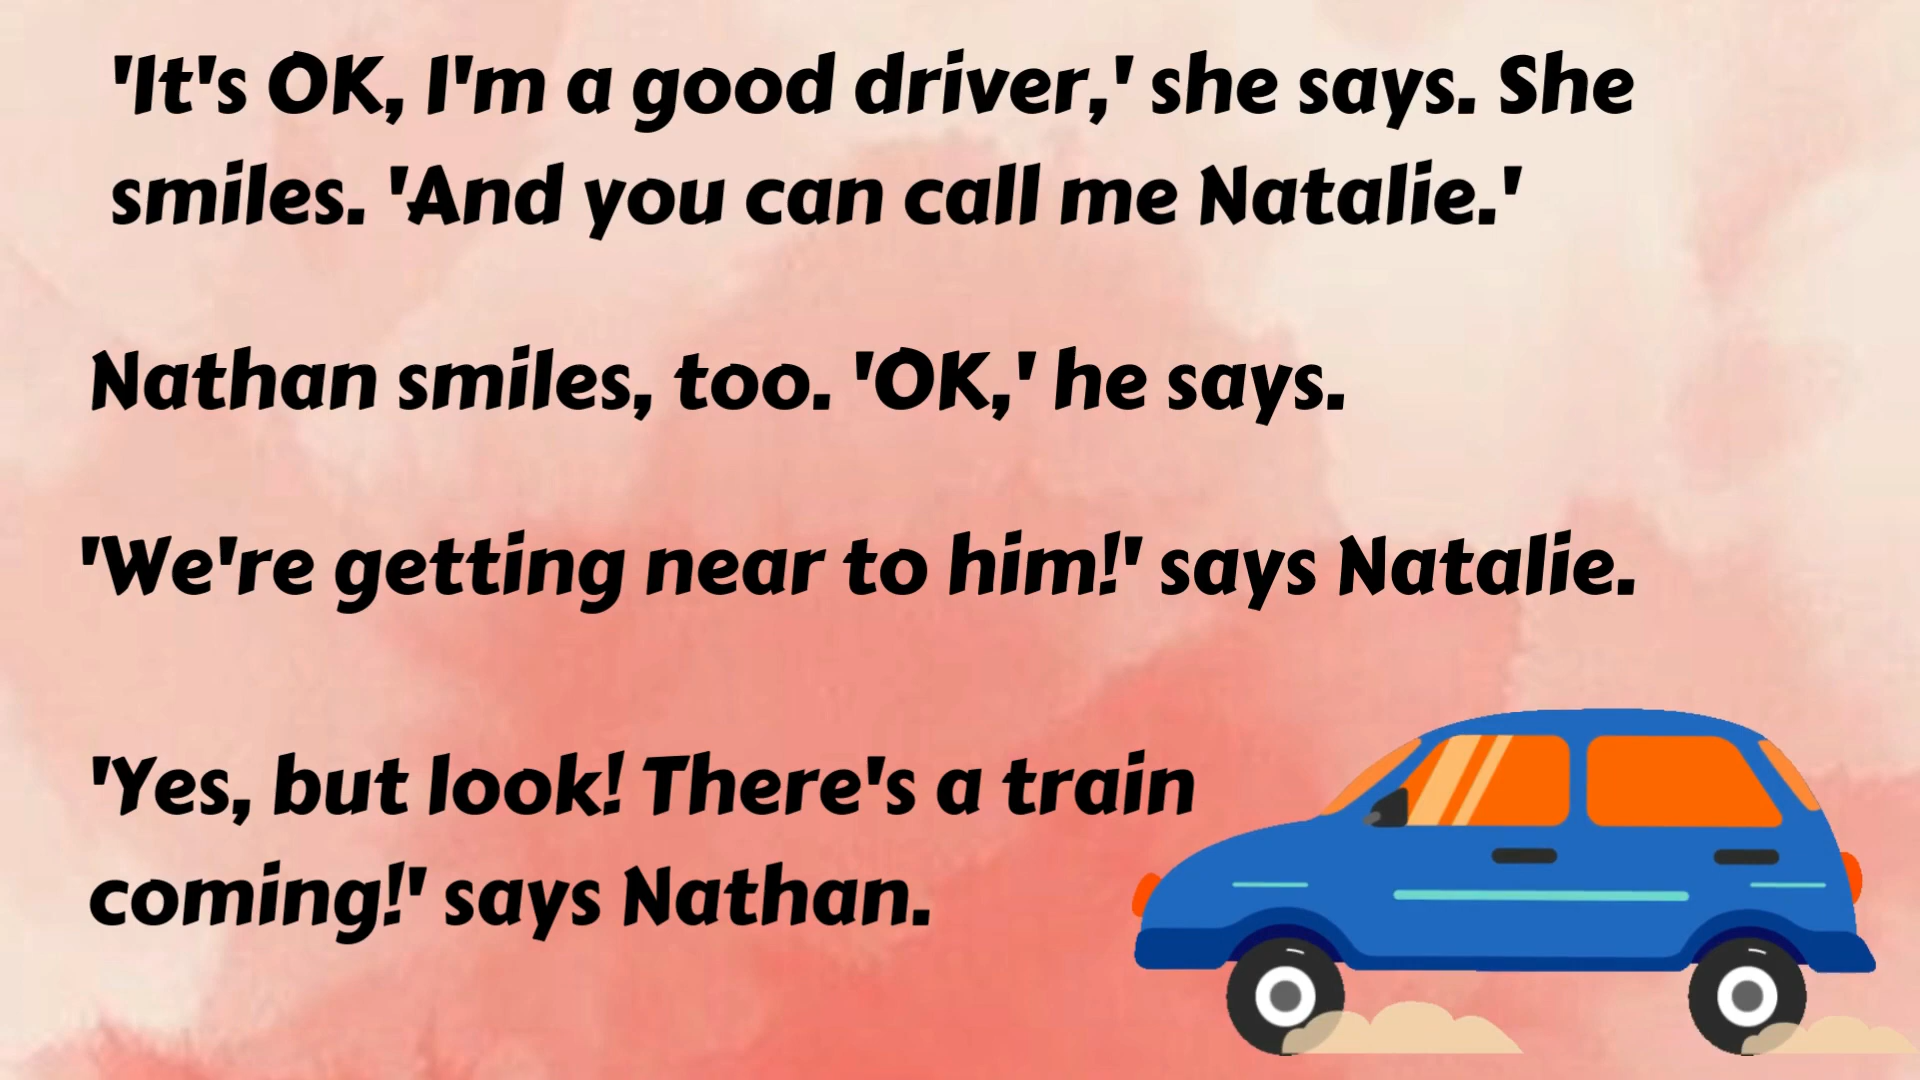 'It's OK, I'm a good driver,' she says. She
smiles. 'And you can call me Natalie.'
Nathan smiles, too. 'OK,' he says.
'We're getting near to him!' says Natalie.
'Yes, but look! There's a train
coming!' says Nathan.